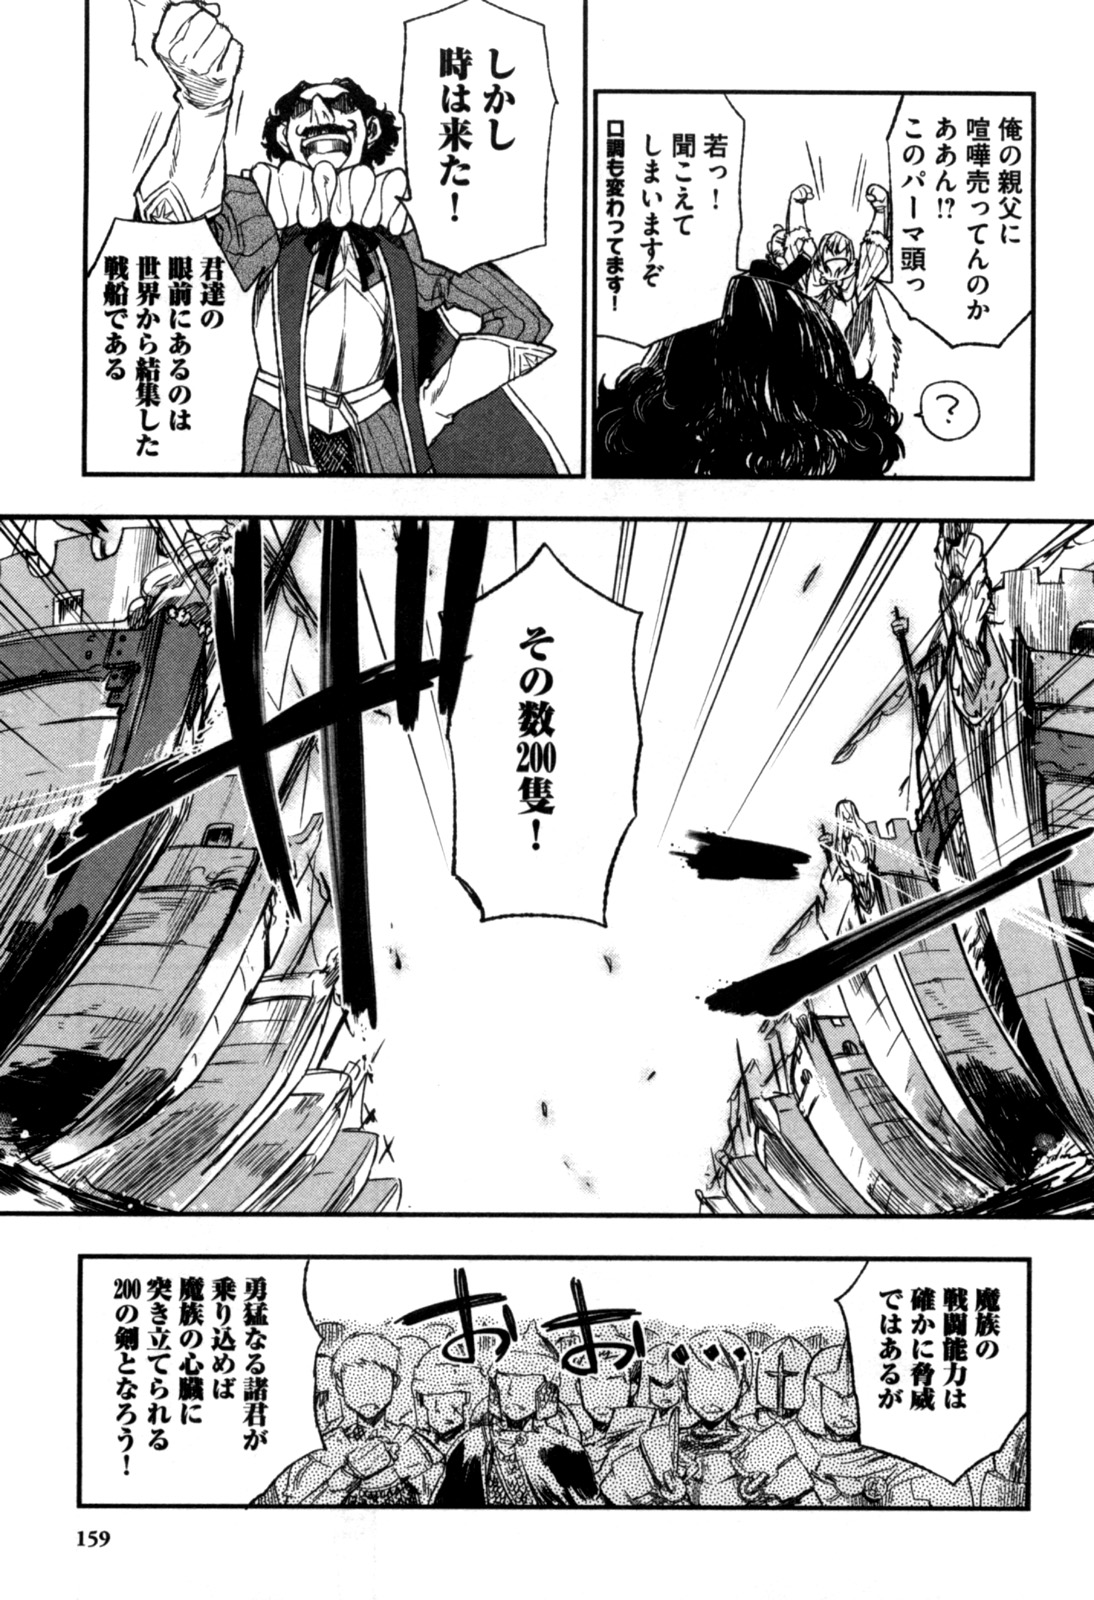 俺の親父に
喧嘩売ってんのか
ああん!?
このパーマ頭っ
若っ!
聞こえて
しまいますぞ
口調も変わってます!
?
しかし
時は来た!
君達の
眼前にあるのは
世界から結集した
戦船である
その数200隻!
魔族の
戦闘能力は
確かに脅威
ではあるが
おお
勇猛なる諸君が
乗り込めば
魔族の心臓に
突き立てられる
200の剣となろう!
159